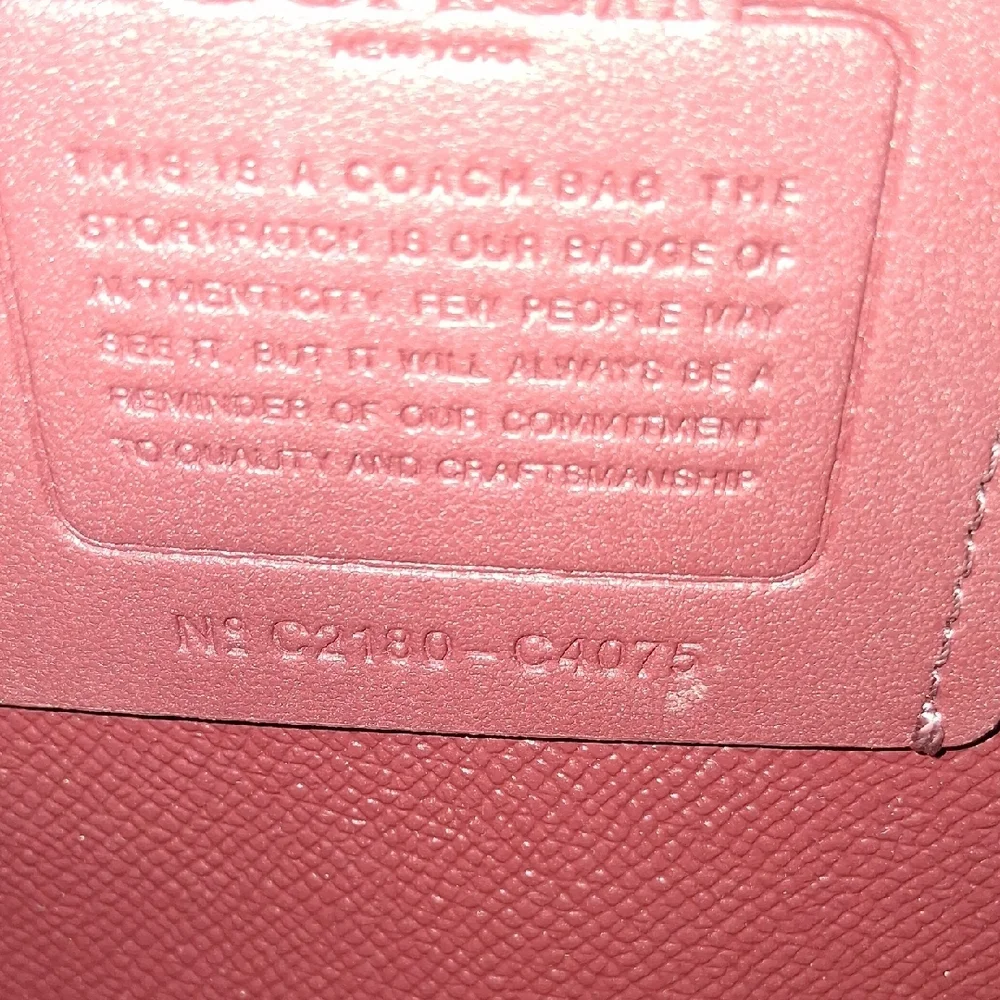 NEW YORK
THIS IS A COACH BAG. THE
STORYPATCH IS OUR BADGE OF
AUTHENTICITY. FEW PEOPLE MAY
SEE IT, BUT IT WILL ALWAYS BE A
REMINDER OF OUR COMMITMENT
TO QUALITY AND CRAFTSMANSHIP.
Nº C2180-C4075